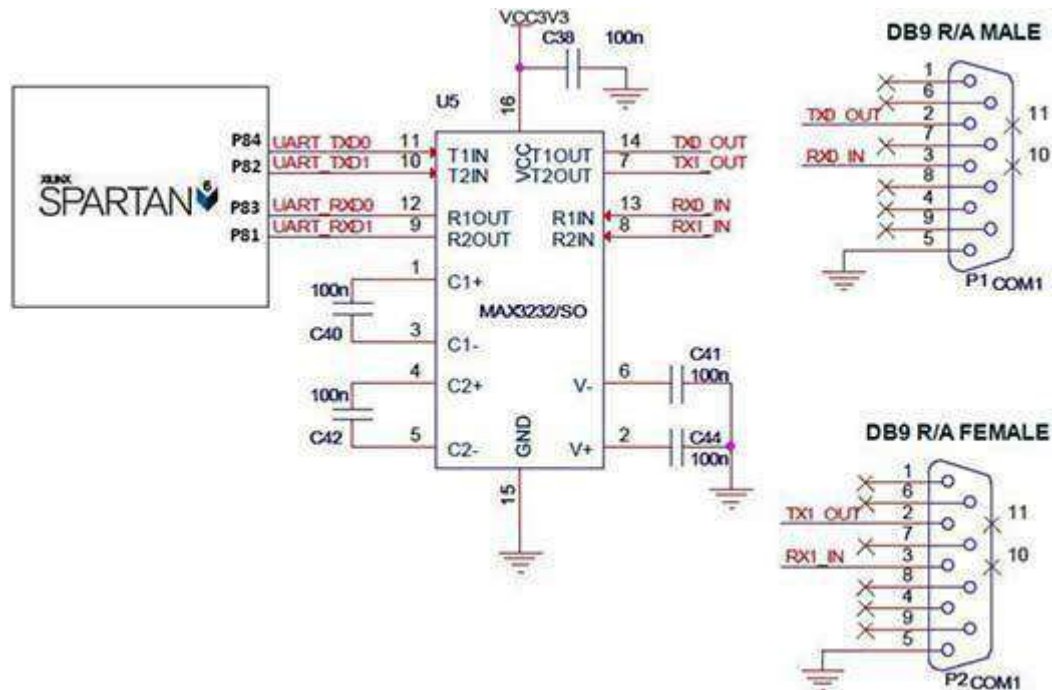 VCC3V3
C38
100n
U5
16
XILINX
SPARTAN 6
P84
UART_TXD0
11
T1IN
VCC
T1OUT
14
TX0_OUT
P82
UART_TXD1
10
T2IN
T2OUT
7
TX1_OUT
P83
UART_RXD0
12
R1OUT
R1IN
13
RX0_IN
P81
UART_RXD1
9
R2OUT
R2IN
8
RX1_IN
1
C1+
100n
C40
3
C1-
MAX3232/SO
4
C2+
100n
C42
5
C2-
GND
15
6
V-
C41
100n
2
V+
C44
100n
DB9 R/A MALE
1
6
TX0_OUT
2
7
RX0_IN
3
8
4
9
5
11
10
P1
COM1
DB9 R/A FEMALE
1
6
TX1_OUT
2
7
RX1_IN
3
8
4
9
5
11
10
P2
COM1